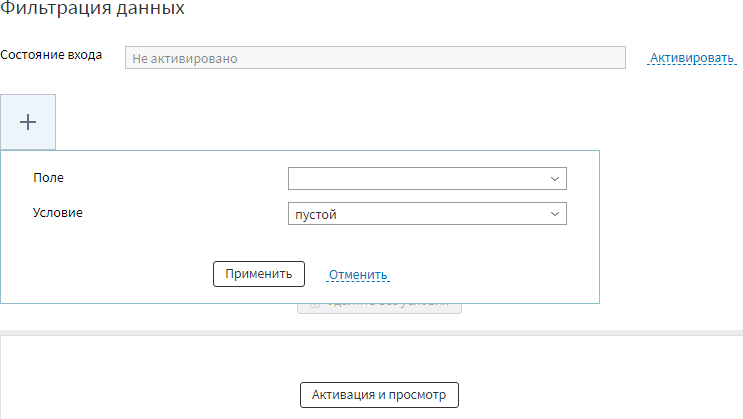 Фильтрация данных
Состояние входа
Не активировано
Активировать
Поле
Условие
пустой
Применить
Отменить
Активация и просмотр